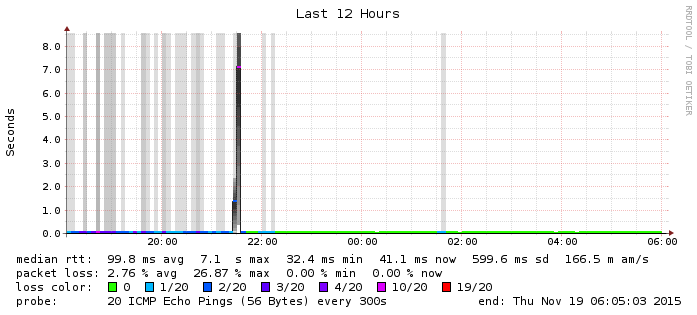 Last 12 Hours
RRDTOOL / TOBI OETIKER
Seconds
8.0
7.0
6.0
5.0
4.0
3.0
2.0
1.0
0.0
20:00 22:00 00:00 02:00 04:00 06:00
median rtt: 99.8 ms avg 7.1 s max 32.4 ms min 41.1 ms now 599.6 ms sd 166.5 m am/s
packet loss: 2.76 % avg 26.87 % max 0.00 % min 0.00 % now
loss color: 0 1/20 2/20 3/20 4/20 10/20 19/20
probe: 20 ICMP Echo Pings (56 Bytes) every 300s end: Thu Nov 19 06:05:03 2015